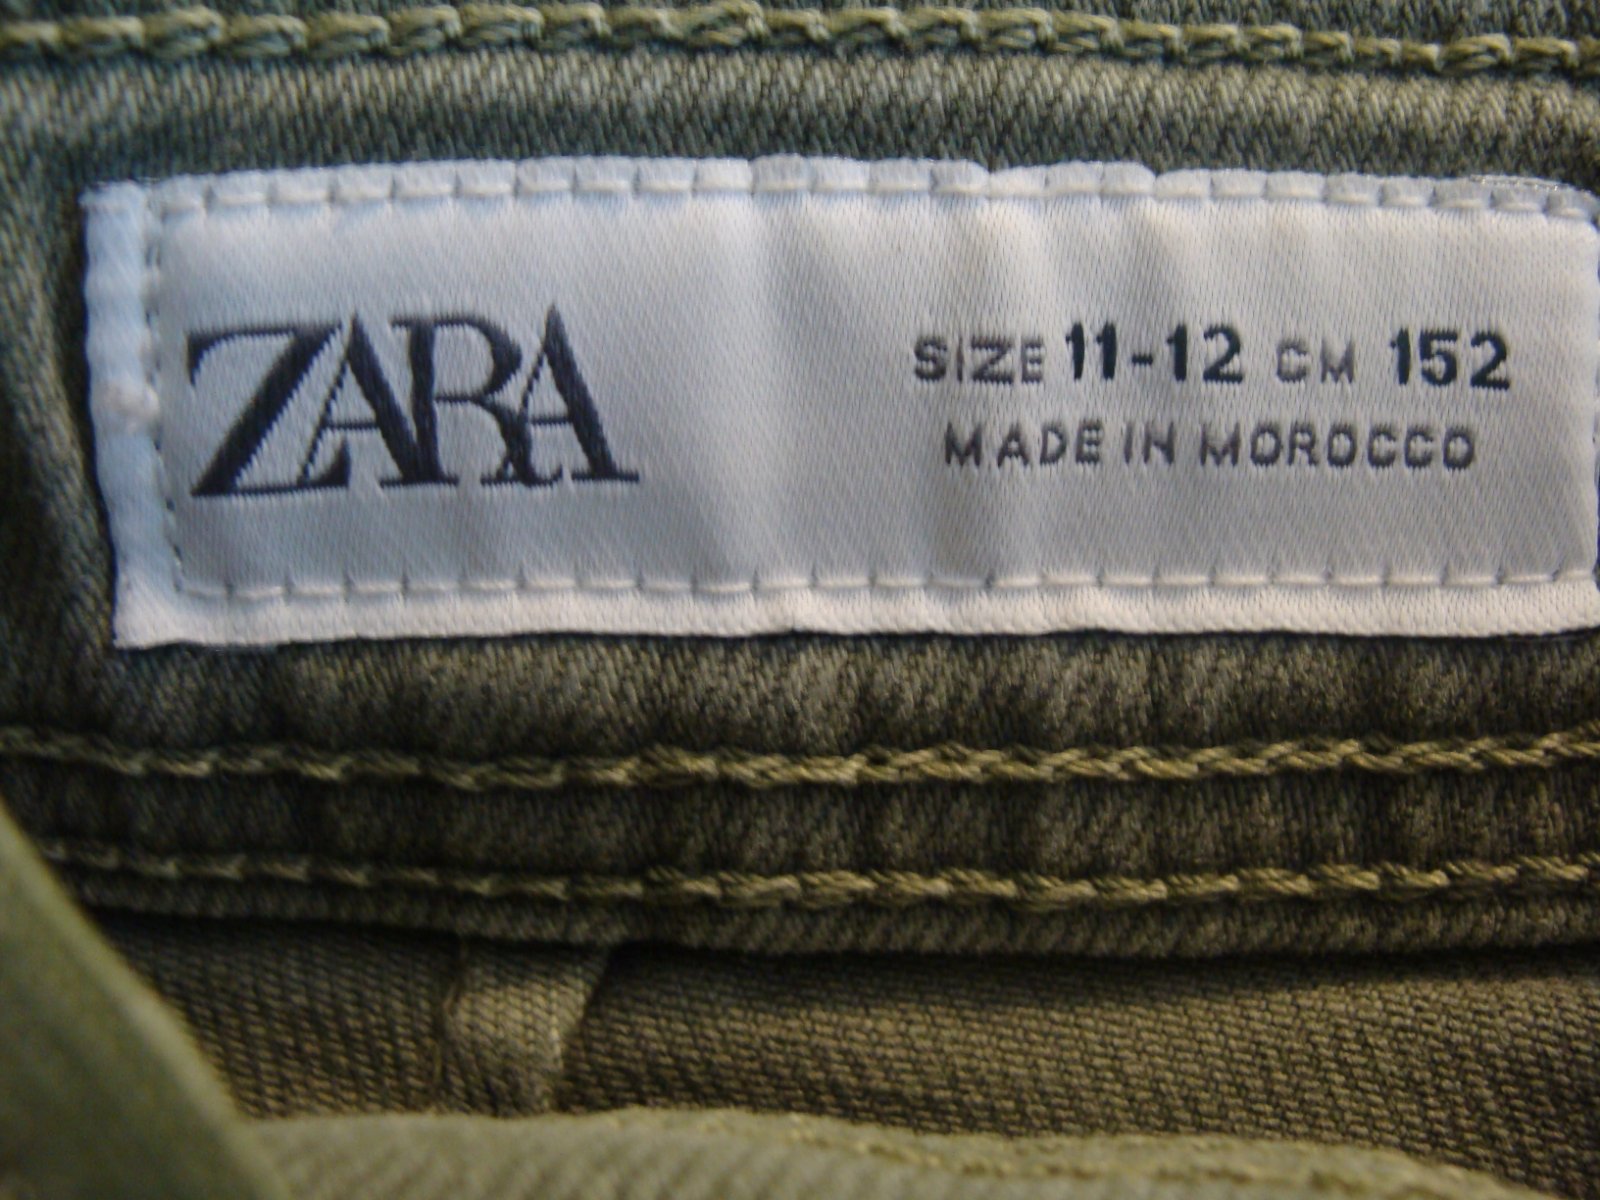 ZARA
SIZE 11-12 CM 152
MADE IN MOROCCO